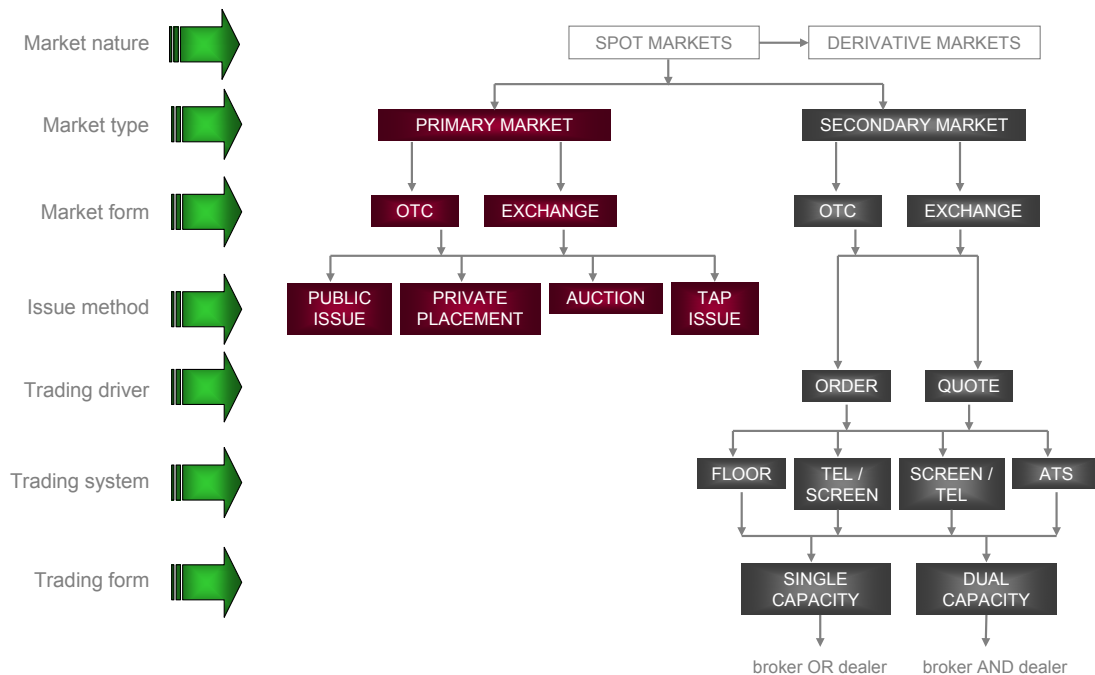 Market nature
SPOT MARKETS
DERIVATIVE MARKETS
Market type
PRIMARY MARKET
SECONDARY MARKET
Market form
OTC
EXCHANGE
OTC
EXCHANGE
Issue method
PUBLIC
ISSUE
PRIVATE
PLACEMENT
AUCTION
TAP
ISSUE
Trading driver
ORDER
QUOTE
Trading system
FLOOR
TEL /
SCREEN
SCREEN /
TEL
ATS
Trading form
SINGLE
CAPACITY
DUAL
CAPACITY
broker OR dealer
broker AND dealer